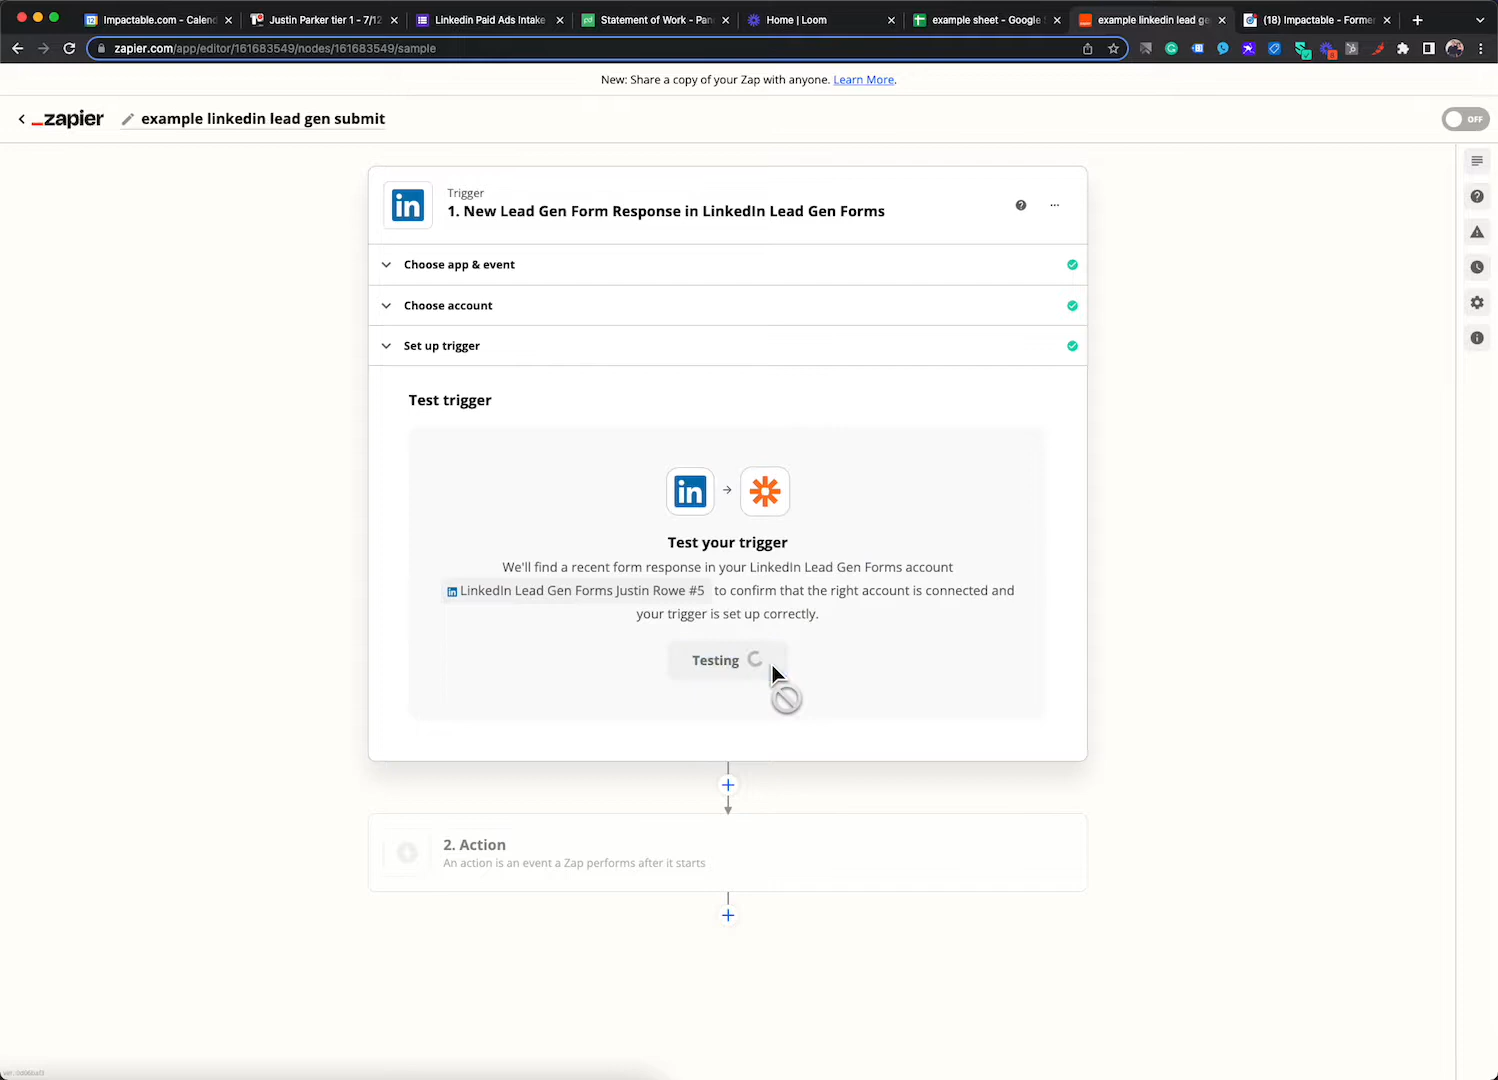 Impactable.com - Calend
Justin Parker tier 1 - 7/12
Linkedin Paid Ads Intake
Statement of Work - Pan
Home | Loom
example sheet - Google S
example linkedin lead ge
(18) Impactable - Former
zapier.com/app/editor/161683549/nodes/161683549/sample
New: Share a copy of your Zap with anyone. Learn More.
zapier
example linkedin lead gen submit
OFF
Trigger
1. New Lead Gen Form Response in LinkedIn Lead Gen Forms
Choose app & event
Choose account
Set up trigger
Test trigger
in
Test your trigger
We'll find a recent form response in your LinkedIn Lead Gen Forms account
LinkedIn Lead Gen Forms Justin Rowe #5 to confirm that the right account is connected and
your trigger is set up correctly.
Testing
2. Action
An action is an event a Zap performs after it starts